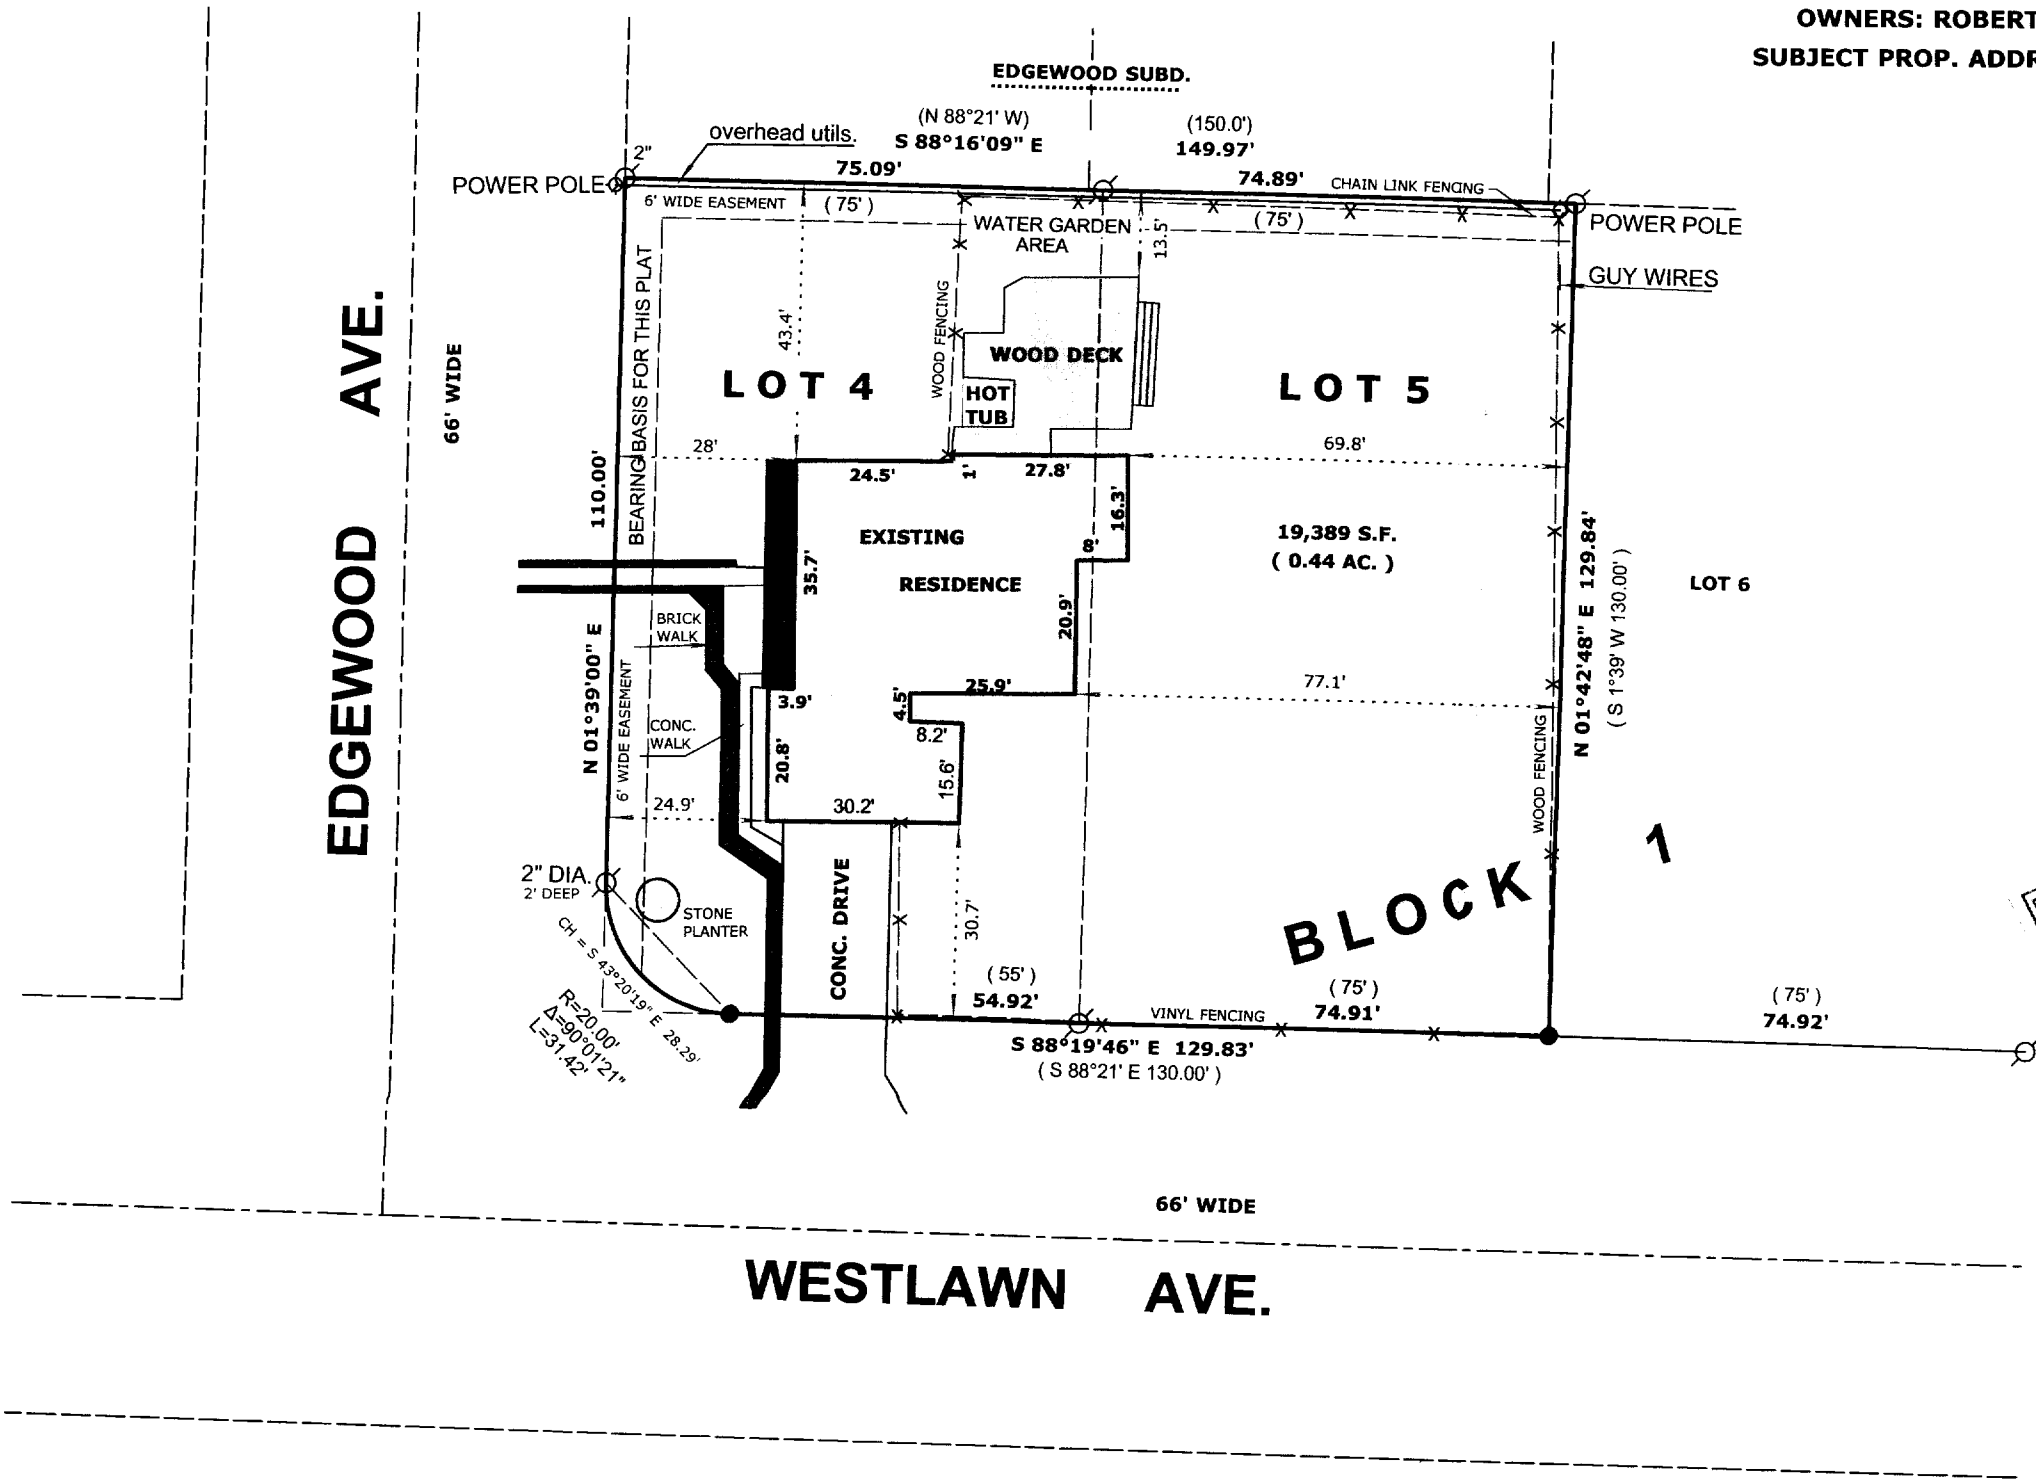 OWNERS: ROBERT
SUBJECT PROP. ADDR
EDGEWOOD SUBD.
(N 88°21' W)
S 88°16'09" E
(150.0')
149.97'
overhead utils.
2"
75.09'
74.89'
CHAIN LINK FENCING
POWER POLE
6' WIDE EASEMENT
( 75' )
WATER GARDEN
AREA
13.5'
( 75' )
POWER POLE
GUY WIRES
EDGEWOOD AVE.
66' WIDE
BEARING BASIS FOR THIS PLAT
43.4'
WOOD FENCING
WOOD DECK
HOT
TUB
LOT 4
LOT 5
28'
24.5'
1'
27.8'
69.8'
110.00'
16.3'
EXISTING
RESIDENCE
8'
35.7'
20.9'
19,389 S.F.
( 0.44 AC. )
N 01°42'48" E 129.84'
( S 1°39' W 130.00' )
LOT 6
BRICK
WALK
N 01°39'00" E
6' WIDE EASEMENT
3.9'
4.5'
25.9'
77.1'
CONC.
WALK
8.2'
20.8'
15.6'
WOOD FENCING
24.9'
30.2'
2" DIA.
2' DEEP
STONE
PLANTER
CONC. DRIVE
30.7'
BLOCK 1
CH = S 43°20'19" E 28.29'
R=20.00'
Δ=90°01'21"
L=31.42'
( 55' )
54.92'
VINYL FENCING
( 75' )
74.91'
( 75' )
74.92'
S 88°19'46" E 129.83'
( S 88°21' E 130.00' )
66' WIDE
WESTLAWN AVE.